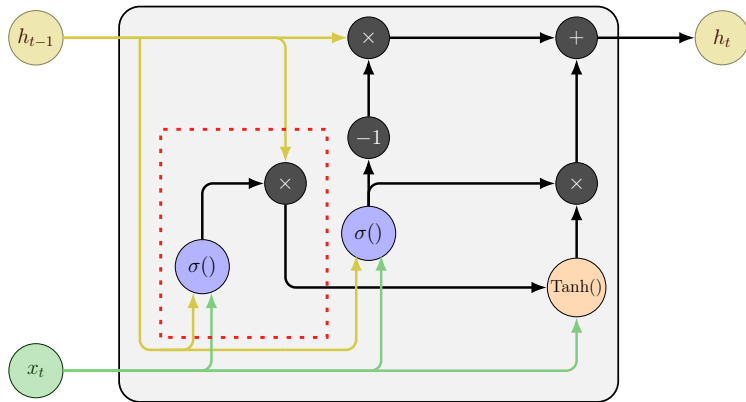 h_{t−1}
×
+
h_t
−1
×
×
σ()
σ()
Tanh()
x_t